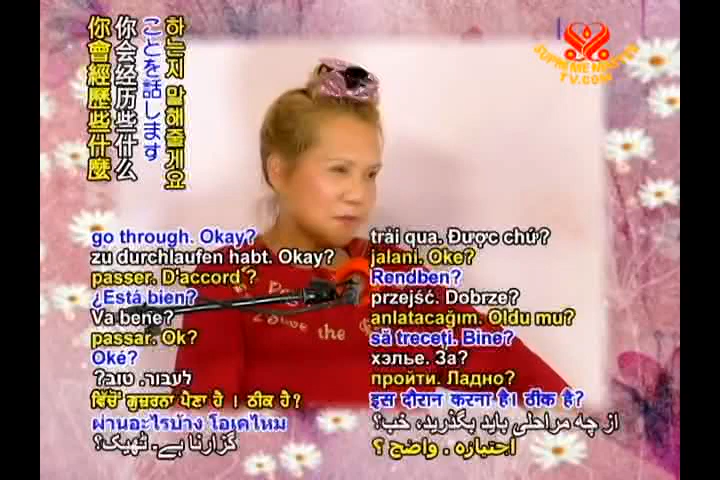 하는지 말해줄게요
ことを話します
你会经历些什么
你會經歷些什麼
SUPREME MASTER
TV.COM
go through. Okay?
zu durchlaufen habt. Okay?
passer. D'accord ?
¿Está bien?
Va bene?
passar. Ok?
Oké?
לעבור. טוב?
ਵਿੱਚੋਂ ਗੁਜ਼ਰਨਾ ਪੈਣਾ ਹੈ । ਠੀਕ ਹੈ?
ผ่านอะไรบ้าง โอเคไหม
گزارنا ہے۔ ٹھیک؟
trải qua. Được chứ?
jalani. Oke?
Rendben?
przejść. Dobrze?
anlatacağım. Oldu mu?
să treceţi. Bine?
хэлье. За?
пройти. Ладно?
इस दौरान करना है। ठीक है?
از چه مراحلی باید بگذرید، خب؟
اجتيازه . واضح ؟
the